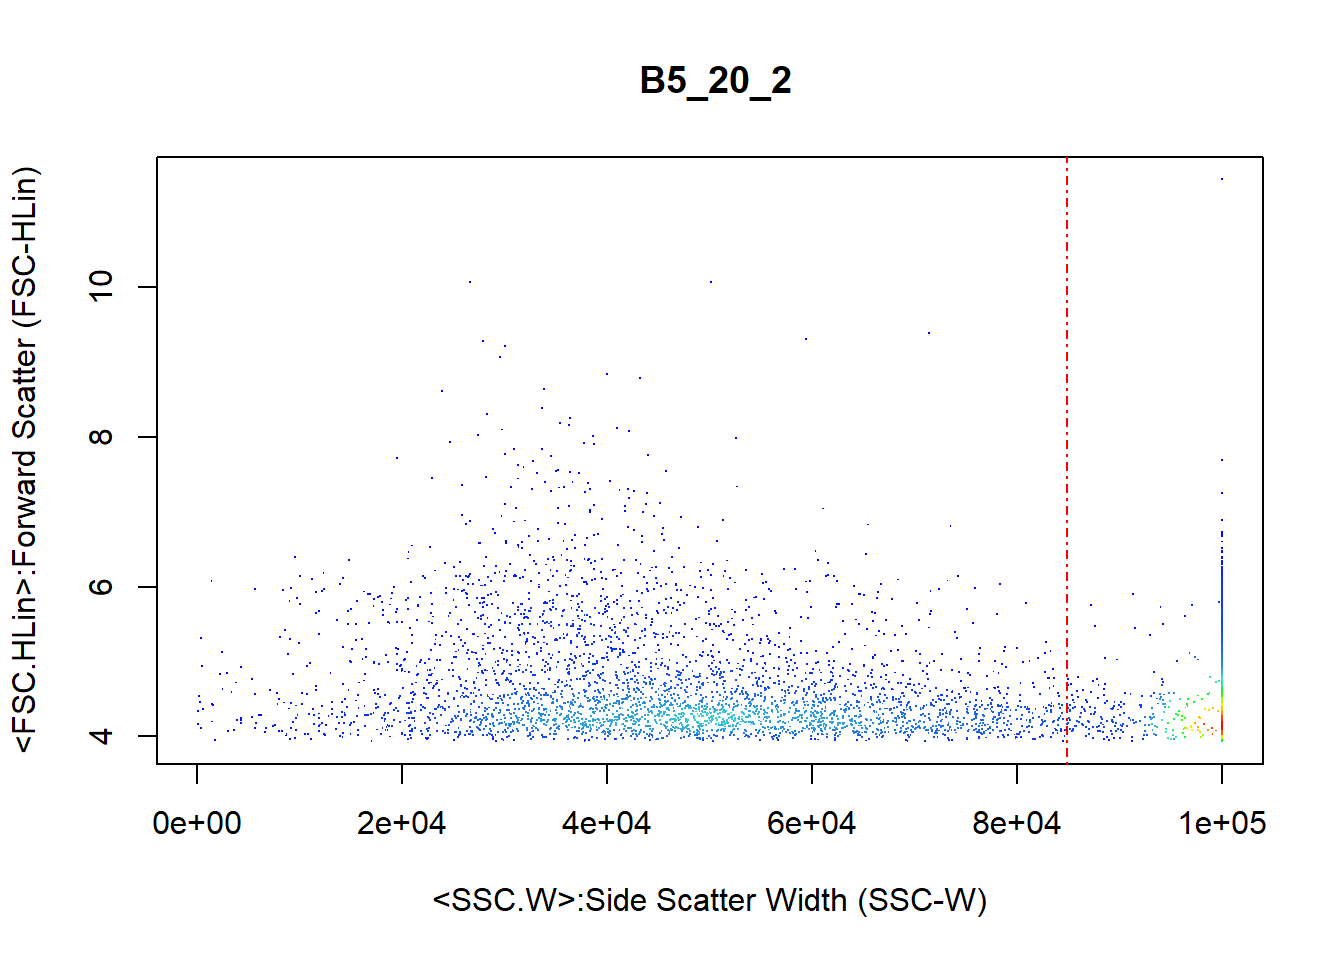 B5_20_2
<FSC.HLin>:Forward Scatter (FSC-HLin)
10
8
6
4
0e+00 2e+04 4e+04 6e+04 8e+04 1e+05
<SSC.W>:Side Scatter Width (SSC-W)